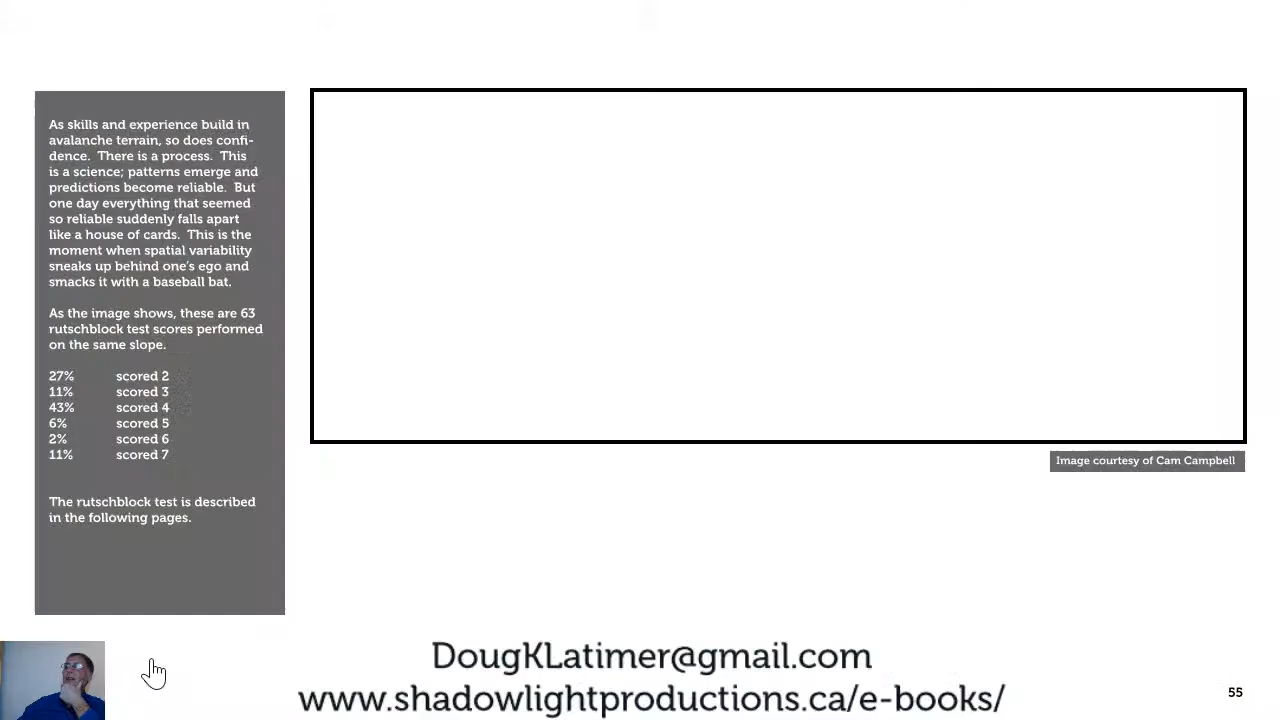 As skills and experience build in
avalanche terrain, so does confi-
dence.  There is a process.  This
is a science; patterns emerge and
predictions become reliable.  But
one day everything that seemed
so reliable suddenly falls apart
like a house of cards.  This is the
moment when spatial variability
sneaks up behind one's ego and
smacks it with a baseball bat.
As the image shows, these are 63
rutschblock test scores performed
on the same slope.
27% scored 2
11% scored 3
43% scored 4
6% scored 5
2% scored 6
11% scored 7
The rutschblock test is described
in the following pages.
Image courtesy of Cam Campbell
DougKLatimer@gmail.com
www.shadowlightproductions.ca/e-books/
55